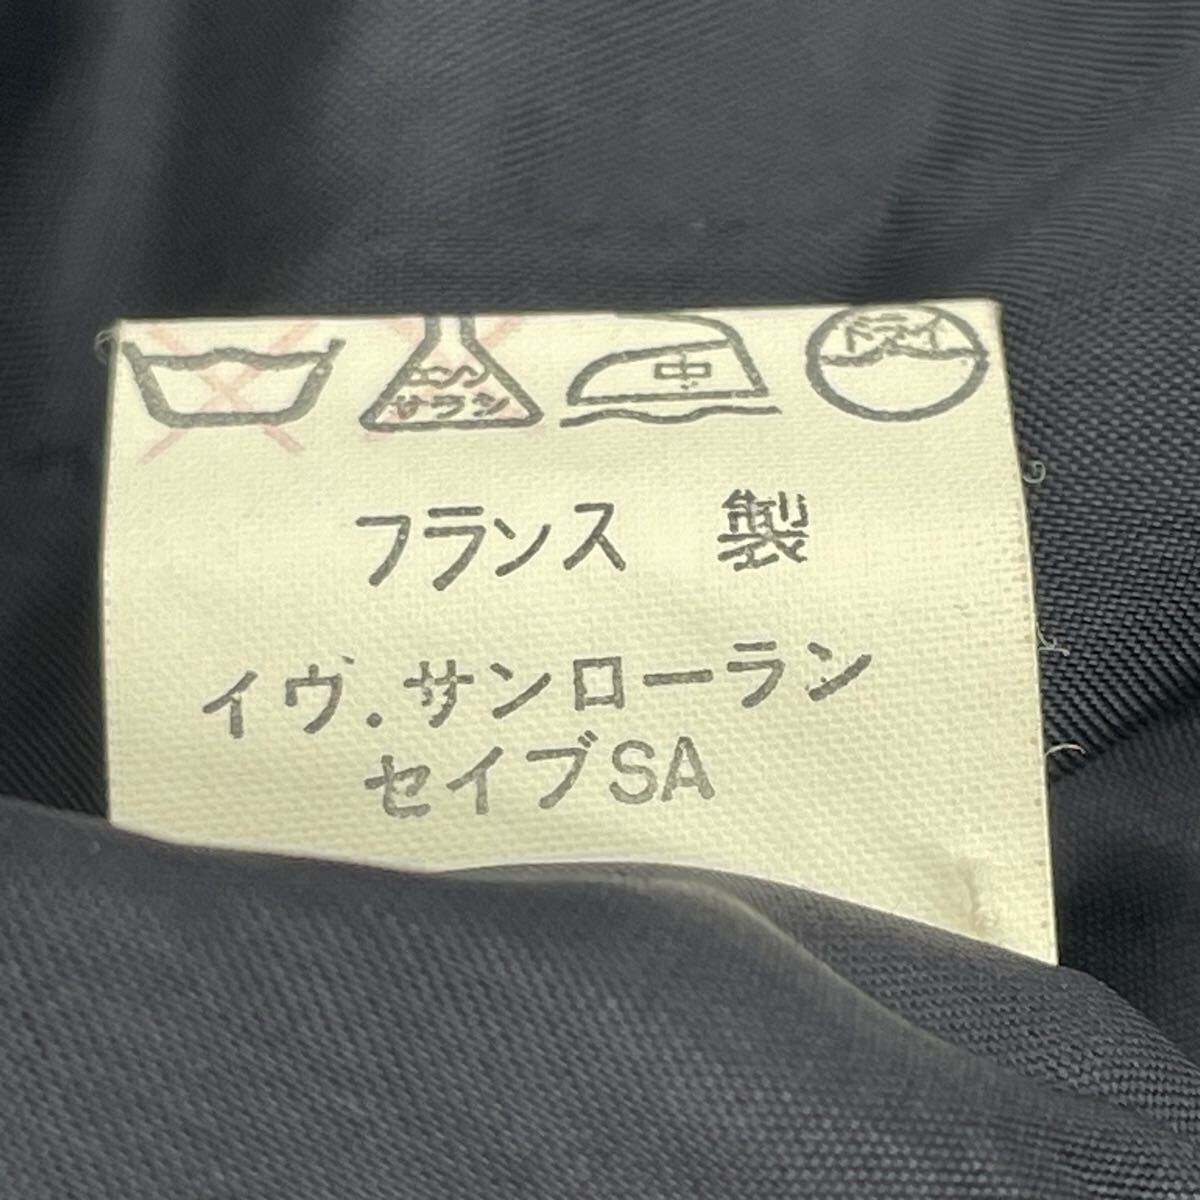 エンソ サラシ 中 ドライ
フランス 製
イヴ.サンローラン
セイブSA